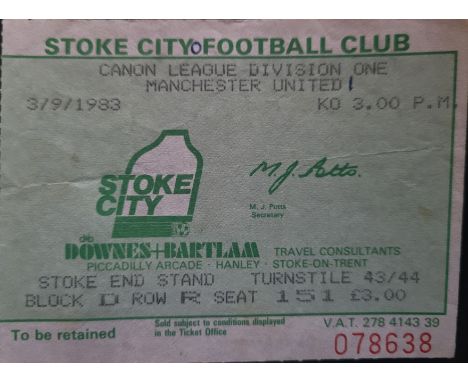 STOKE CITY 0 FOOTBALL CLUB
CANON LEAGUE DIVISION ONE
MANCHESTER UNITED 1
3/9/1983 KO 3.00 P.M.
STOKE
CITY
M. J. Potts
M. J. Potts
Secretary
DOWNES+BARTLAM TRAVEL CONSULTANTS
PICCADILLY ARCADE · HANLEY · STOKE-ON-TRENT
STOKE END STAND TURNSTILE 43/44
BLOCK D ROW R SEAT 151 £3.00
To be retained
Sold subject to conditions displayed
in the Ticket Office
V.A.T. 278 4143 39
078638